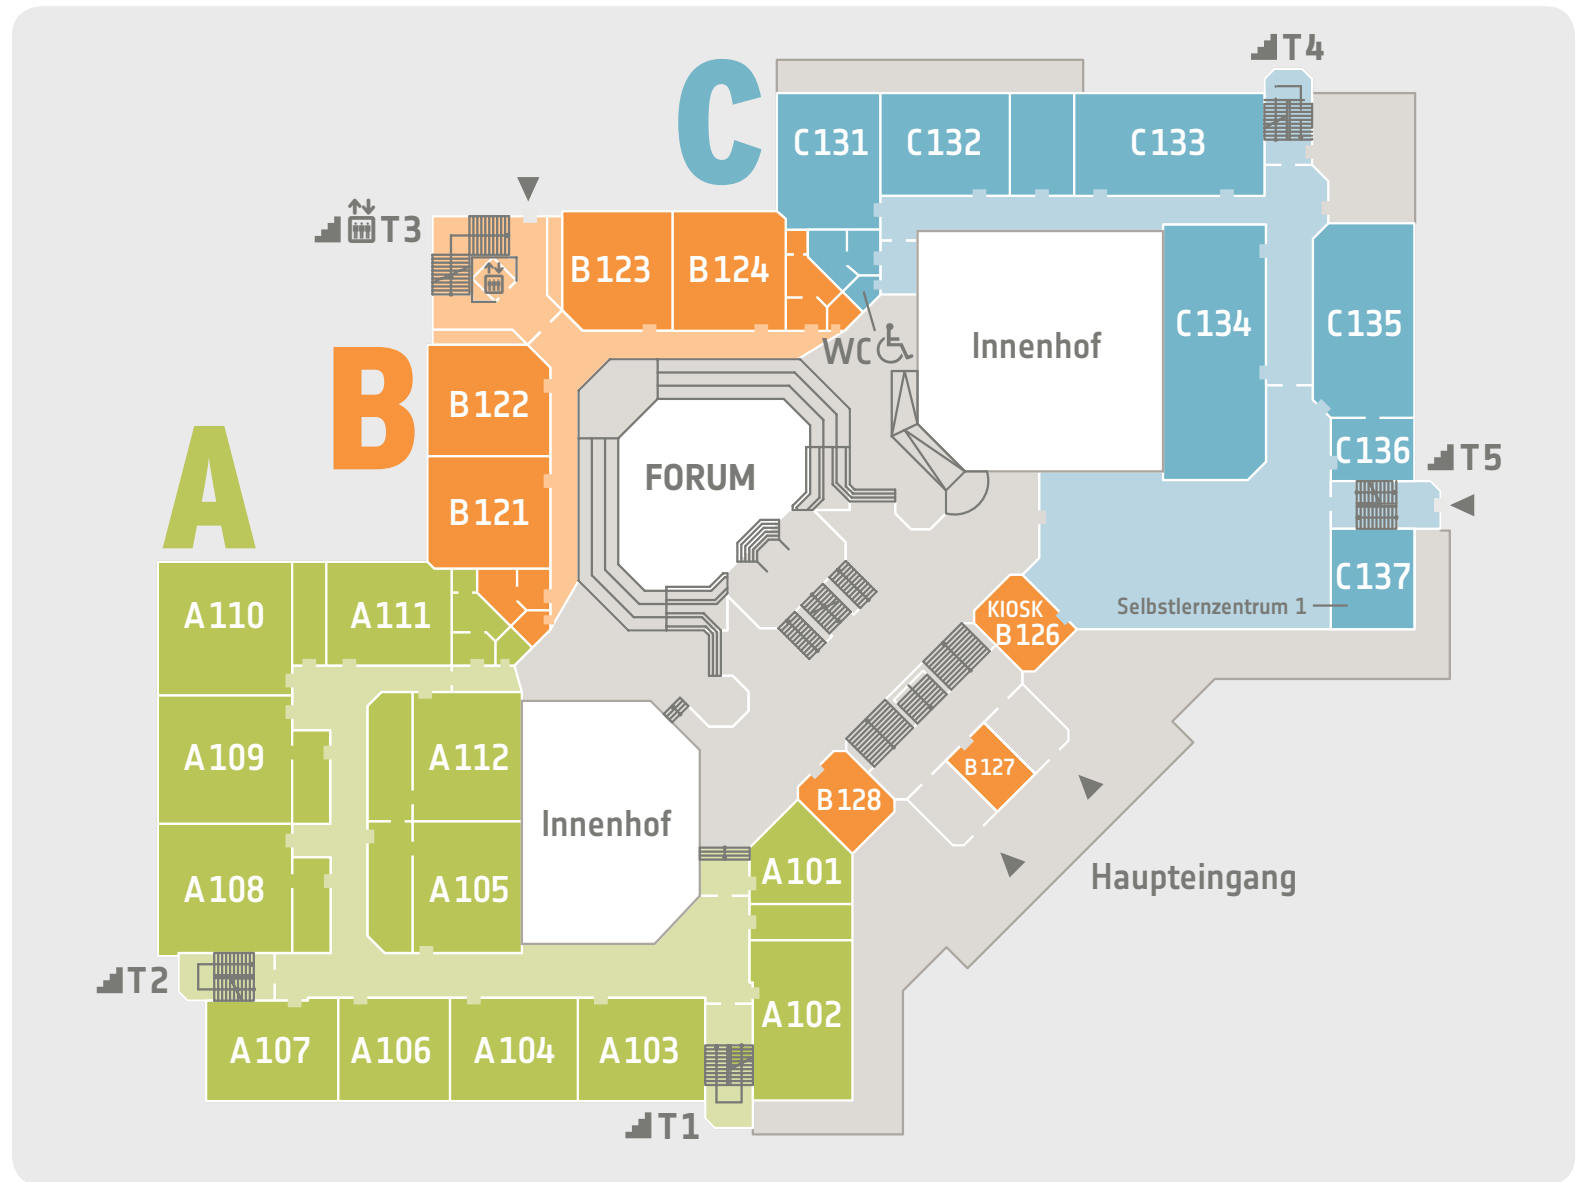 T4
C
C131
C132
C133
T3
B123
B124
WC
Innenhof
C134
C135
B
B122
B121
FORUM
C136
T5
A
A110
A111
C137
Selbstlernzentrum 1
KIOSK
B126
A109
A112
B127
B128
Innenhof
A108
A105
A101
Haupteingang
T2
A102
A107
A106
A104
A103
T1